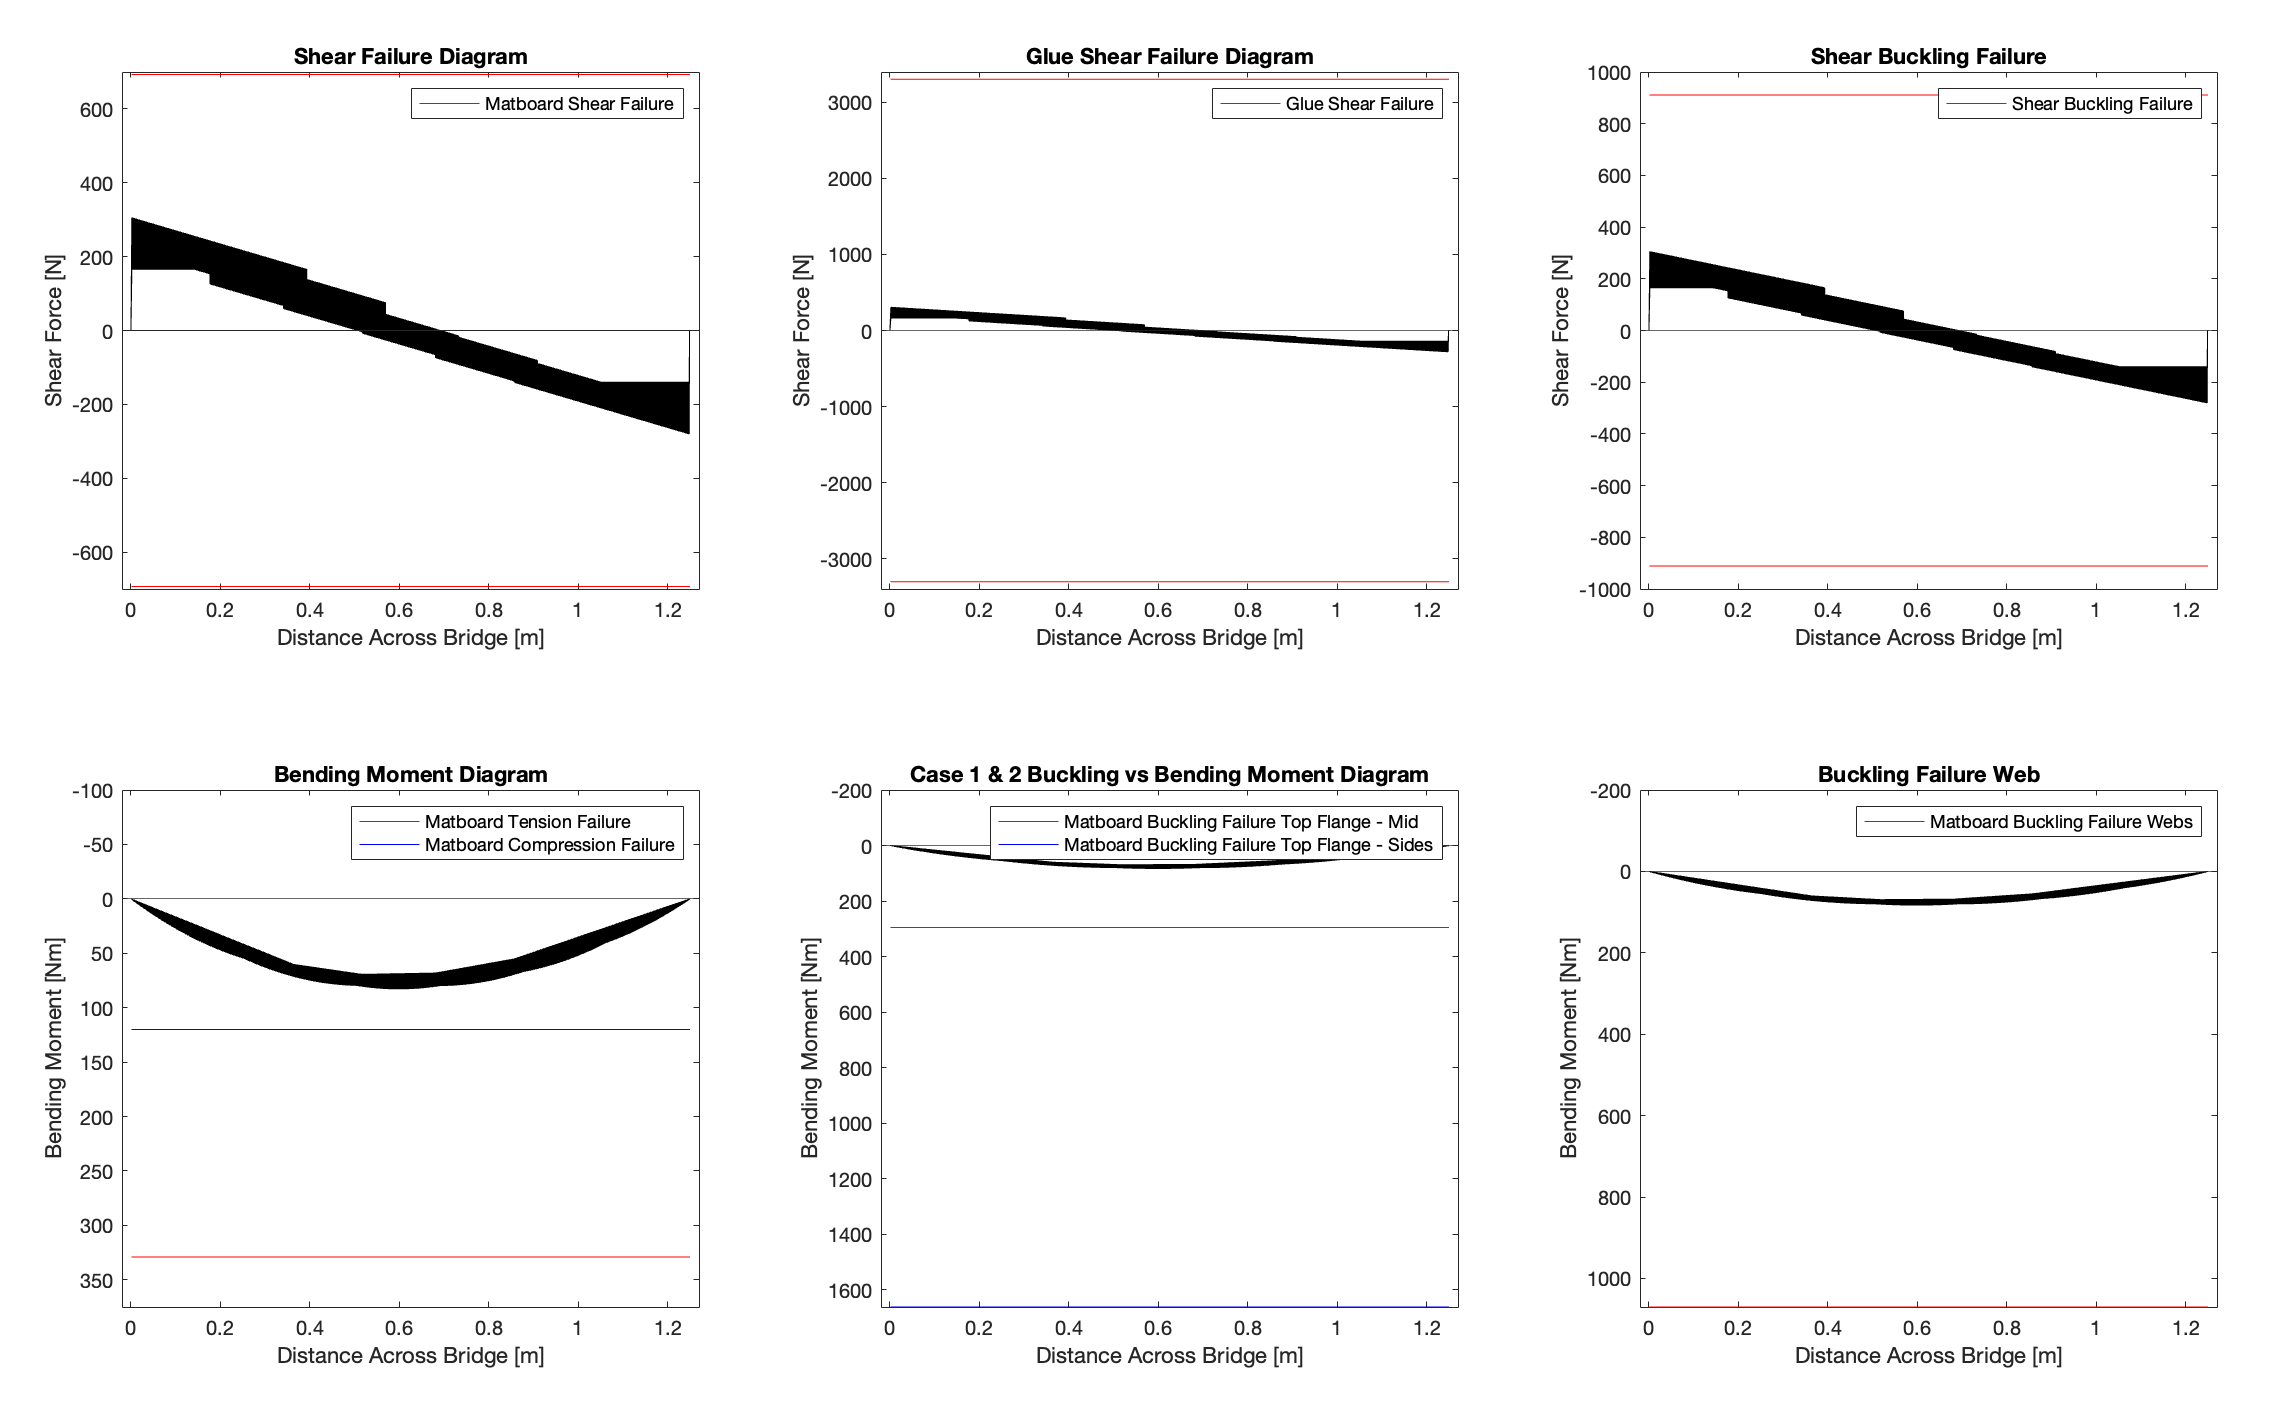 Shear Failure Diagram
Matboard Shear Failure
600
400
200
0
-200
-400
-600
Shear Force [N]
0 0.2 0.4 0.6 0.8 1 1.2
Distance Across Bridge [m]
Glue Shear Failure Diagram
Glue Shear Failure
3000
2000
1000
0
-1000
-2000
-3000
Shear Force [N]
0 0.2 0.4 0.6 0.8 1 1.2
Distance Across Bridge [m]
Shear Buckling Failure
Shear Buckling Failure
1000
800
600
400
200
0
-200
-400
-600
-800
-1000
Shear Force [N]
0 0.2 0.4 0.6 0.8 1 1.2
Distance Across Bridge [m]
Bending Moment Diagram
Matboard Tension Failure
Matboard Compression Failure
-100
-50
0
50
100
150
200
250
300
350
Bending Moment [Nm]
0 0.2 0.4 0.6 0.8 1 1.2
Distance Across Bridge [m]
Case 1 & 2 Buckling vs Bending Moment Diagram
Matboard Buckling Failure Top Flange - Mid
Matboard Buckling Failure Top Flange - Sides
-200
0
200
400
600
800
1000
1200
1400
1600
Bending Moment [Nm]
0 0.2 0.4 0.6 0.8 1 1.2
Distance Across Bridge [m]
Buckling Failure Web
Matboard Buckling Failure Webs
-200
0
200
400
600
800
1000
Bending Moment [Nm]
0 0.2 0.4 0.6 0.8 1 1.2
Distance Across Bridge [m]